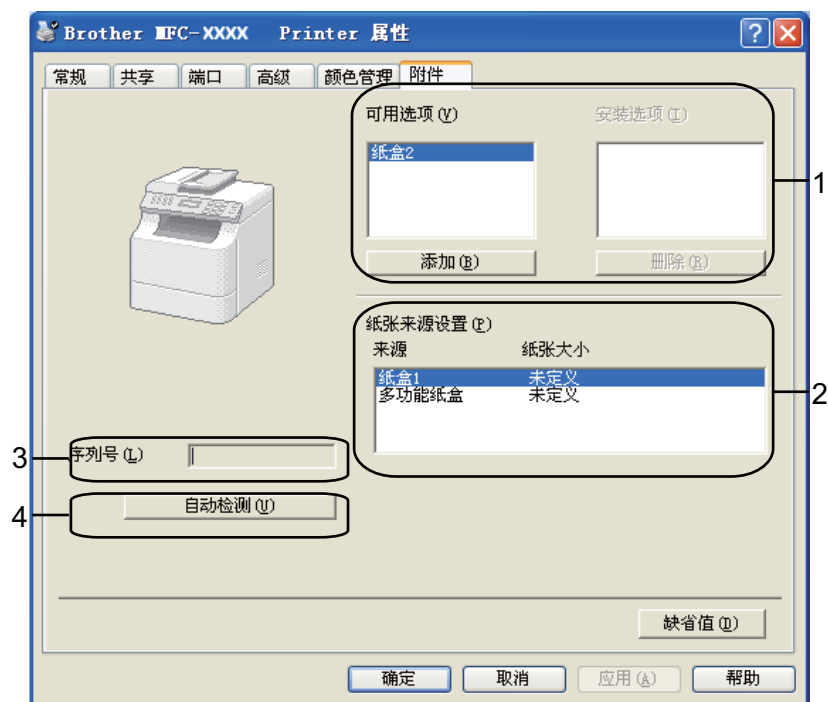 Brother MFC-XXXX Printer 属性
常规 共享 端口 高级 颜色管理 附件
可用选项(V) 安装选项(I)
纸盒2
1
添加(B) 删除(R)
纸张来源设置(P)
来源 纸张大小
纸盒1 未定义
多功能纸盒 未定义
2
3 序列号(L)
4 自动检测(U)
缺省值(D)
确定 取消 应用(A) 帮助